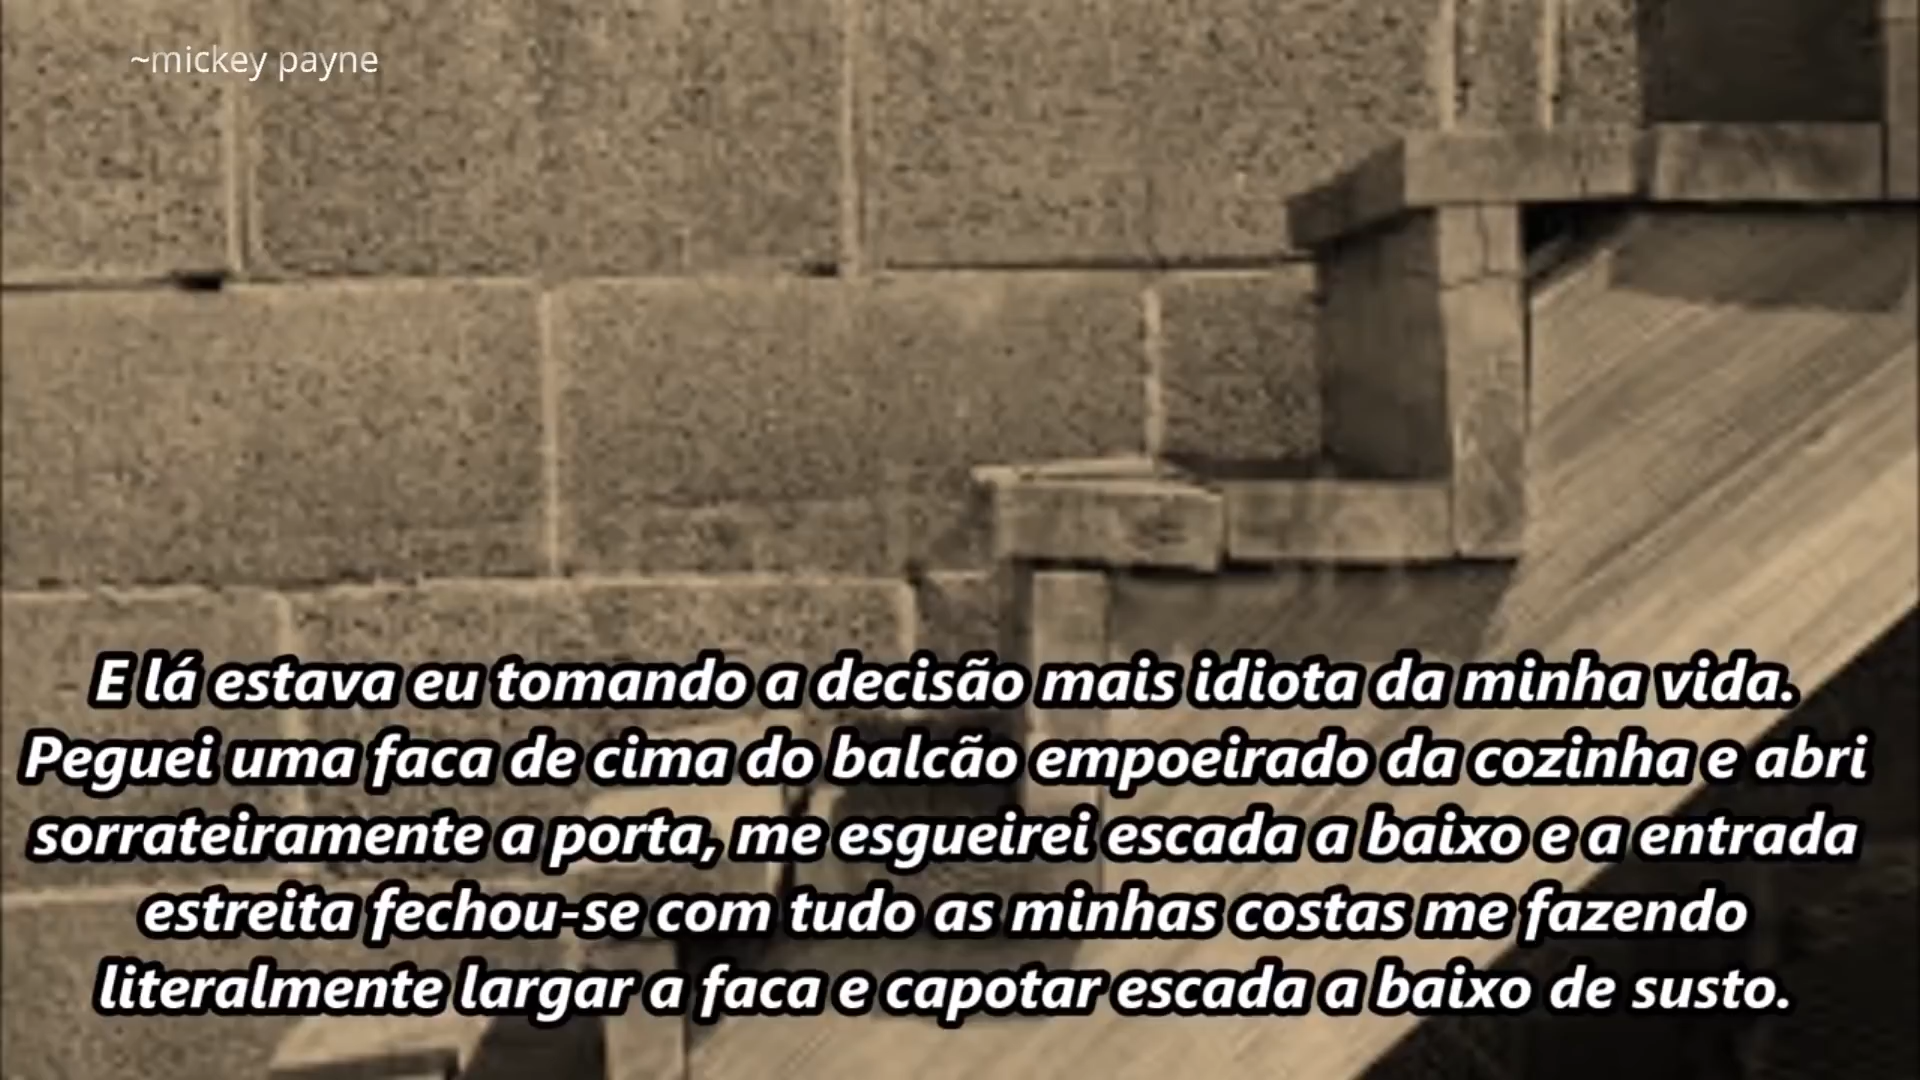 ~mickey payne
E lá estava eu tomando a decisão mais idiota da minha vida.
Peguei uma faca de cima do balcão empoeirado da cozinha e abri
sorrateiramente a porta, me esgueirei escada a baixo e a entrada
estreita fechou-se com tudo as minhas costas me fazendo
literalmente largar a faca e capotar escada a baixo de susto.